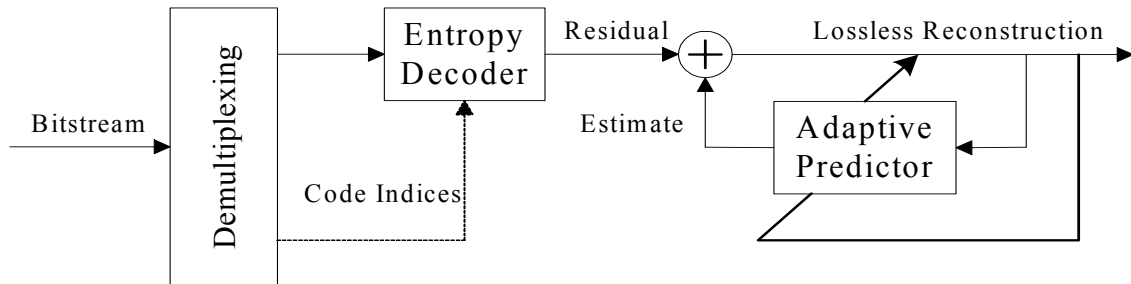 Bitstream
Demultiplexing
Entropy
Decoder
Code Indices
Residual
+
Estimate
Lossless Reconstruction
Adaptive
Predictor